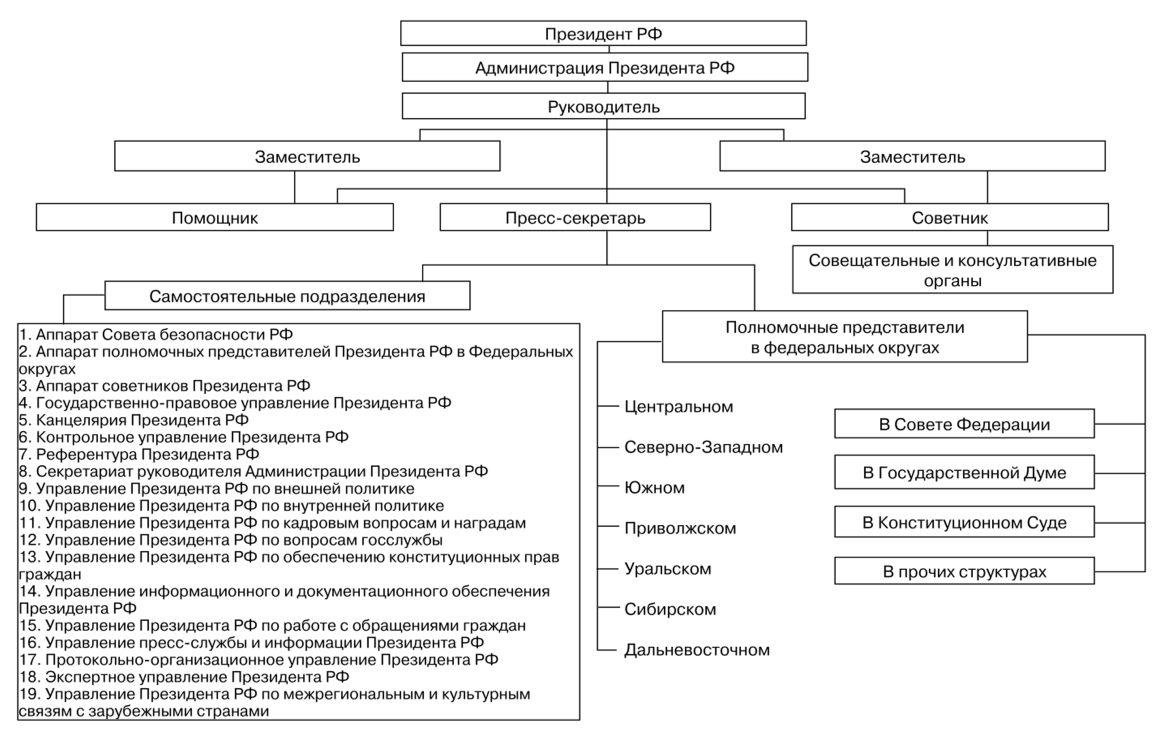 Президент РФ
Администрация Президента РФ
Руководитель
Заместитель
Заместитель
Помощник
Пресс-секретарь
Советник
Совещательные и консультативные
органы
Самостоятельные подразделения
1. Аппарат Совета безопасности РФ
2. Аппарат полномочных представителей Президента РФ в Федеральных
округах
3. Аппарат советников Президента РФ
4. Государственно-правовое управление Президента РФ
5. Канцелярия Президента РФ
6. Контрольное управление Президента РФ
7. Референтура Президента РФ
8. Секретариат руководителя Администрации Президента РФ
9. Управление Президента РФ по внешней политике
10. Управление Президента РФ по внутренней политике
11. Управление Президента РФ по кадровым вопросам и наградам
12. Управление Президента РФ по вопросам госслужбы
13. Управление Президента РФ по обеспечению конституционных прав
граждан
14. Управление информационного и документационного обеспечения
Президента РФ
15. Управление Президента РФ по работе с обращениями граждан
16. Управление пресс-службы и информации Президента РФ
17. Протокольно-организационное управление Президента РФ
18. Экспертное управление Президента РФ
19. Управление Президента РФ по межрегиональным и культурным
связям с зарубежными странами
Полномочные представители
в федеральных округах
Центральном
Северно-Западном
Южном
Приволжском
Уральском
Сибирском
Дальневосточном
В Совете Федерации
В Государственной Думе
В Конституционном Суде
В прочих структурах